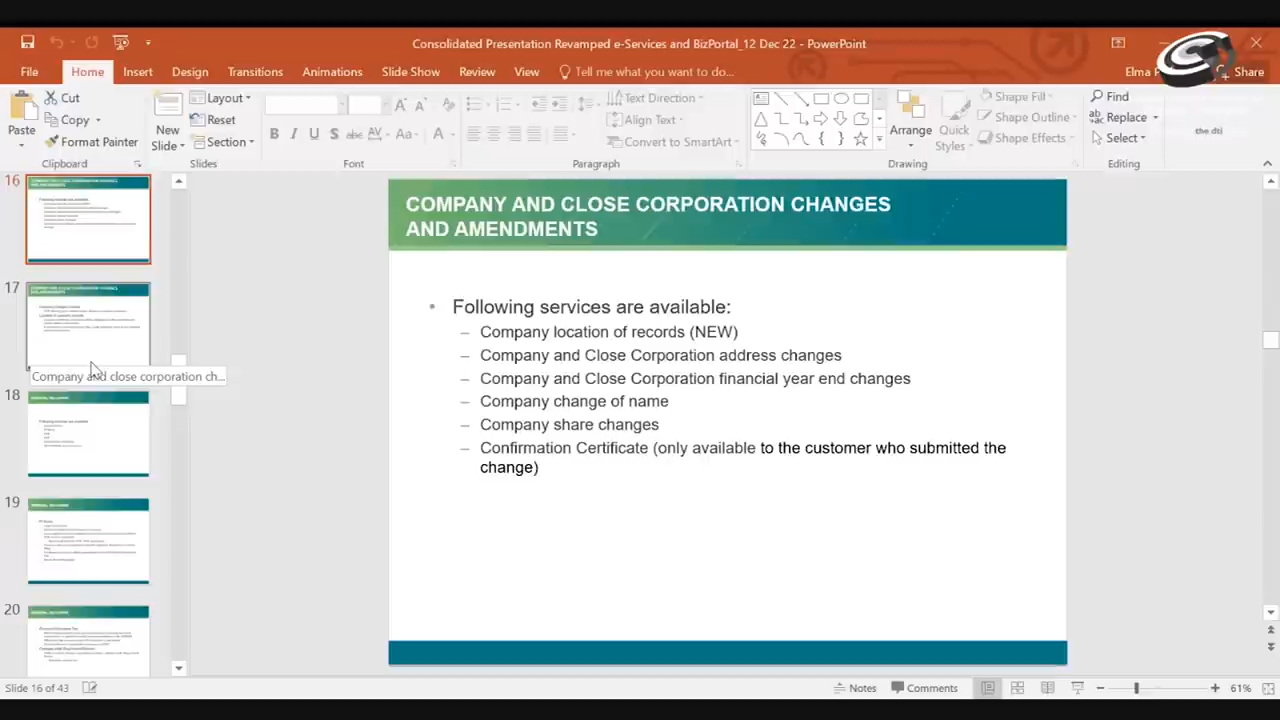 Consolidated Presentation Revamped e-Services and BizPortal_12 Dec 22 - PowerPoint
File Home Insert Design Transitions Animations Slide Show Review View Tell me what you want to do... Elma Share
Cut
Copy
Format Painter
Paste
Clipboard
New Slide
Layout
Reset
Section
Slides
B I U S abc AV Aa A
Font
Text Direction
Align Text
Convert to SmartArt
Paragraph
Arrange
Quick Styles
Shape Fill
Shape Outline
Shape Effects
Drawing
Find
Replace
Select
Editing
the dti
16
17
Company and close corporation ch...
18
19
20
COMPANY AND CLOSE CORPORATION CHANGES
AND AMENDMENTS
• Following services are available:
– Company location of records (NEW)
– Company and Close Corporation address changes
– Company and Close Corporation financial year end changes
– Company change of name
– Company share changes
– Confirmation Certificate (only available to the customer who submitted the
change)
Slide 16 of 43
Notes
Comments
61%